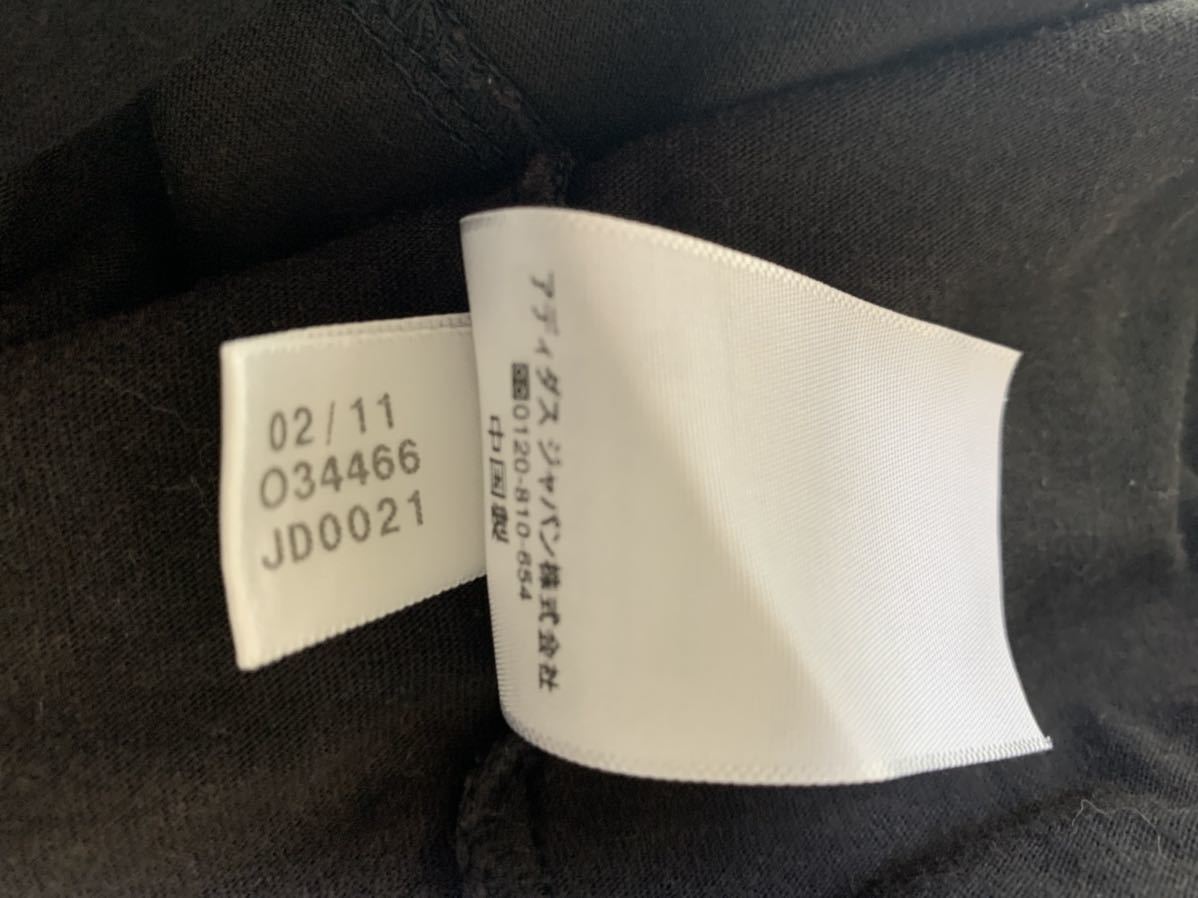 02/11
O34466
JD0021
アディダス ジャパン株式会社
0120-810-654
中国製